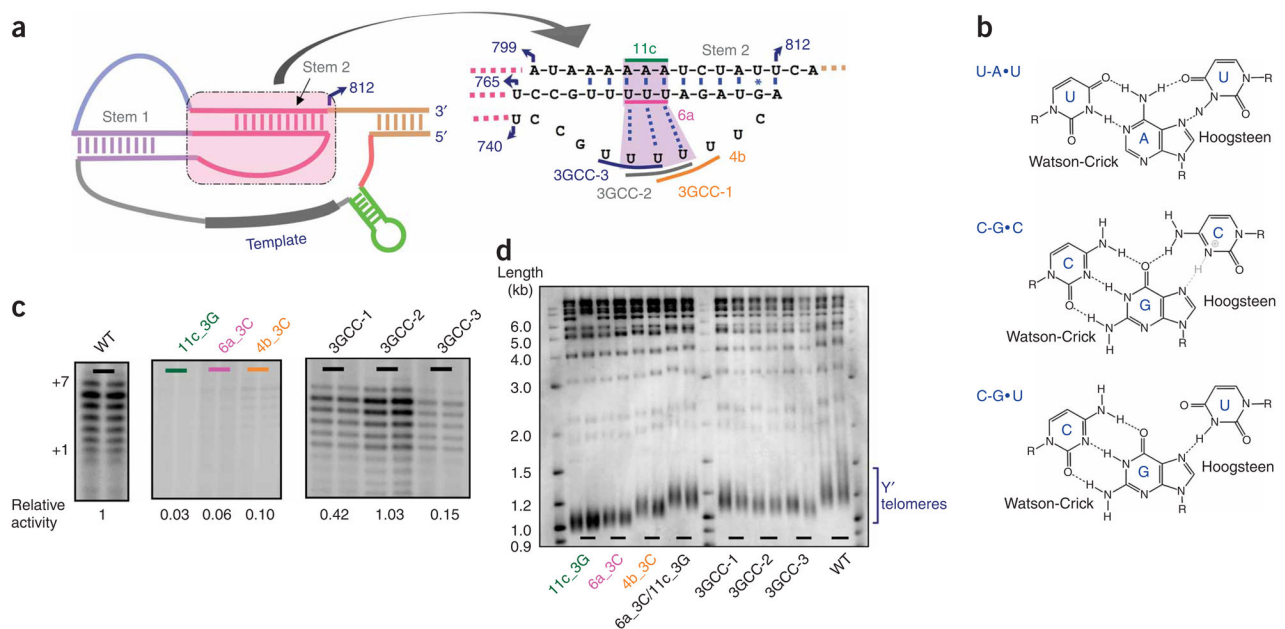 a
Stem 1
Stem 2
812
3′
5′
Template
799
11c
Stem 2
812
A U A A A A A A U C U A U U C A
765
U C C G U U U U U U A G A U G A
*
6a
740
U C C G U U U U U U C
4b
3GCC-3
3GCC-2
3GCC-1
b
U-A•U
O U H N H O U O
N N H N N N R
R O A N Hoogsteen
N N
Watson-Crick R
C-G•C
H N H H N C N R
C N O N O
R N H N G N H Hoogsteen
O H N N N
Watson-Crick H R
⊕
C-G•U
H N H O U N R
C N O N O
R N H N G N H Hoogsteen
O H N N N
Watson-Crick H R
c
WT
11c_3G
6a_3C
4b_3C
3GCC-1
3GCC-2
3GCC-3
+7
+1
Relative activity
1 0.03 0.06 0.10 0.42 1.03 0.15
d
Length
(kb)
6.0
5.0
4.0
3.0
2.0
1.5
1.2
1.0
0.9
Y′
telomeres
11c_3G
6a_3C
4b_3C
6a_3C/11c_3G
3GCC-1
3GCC-2
3GCC-3
WT